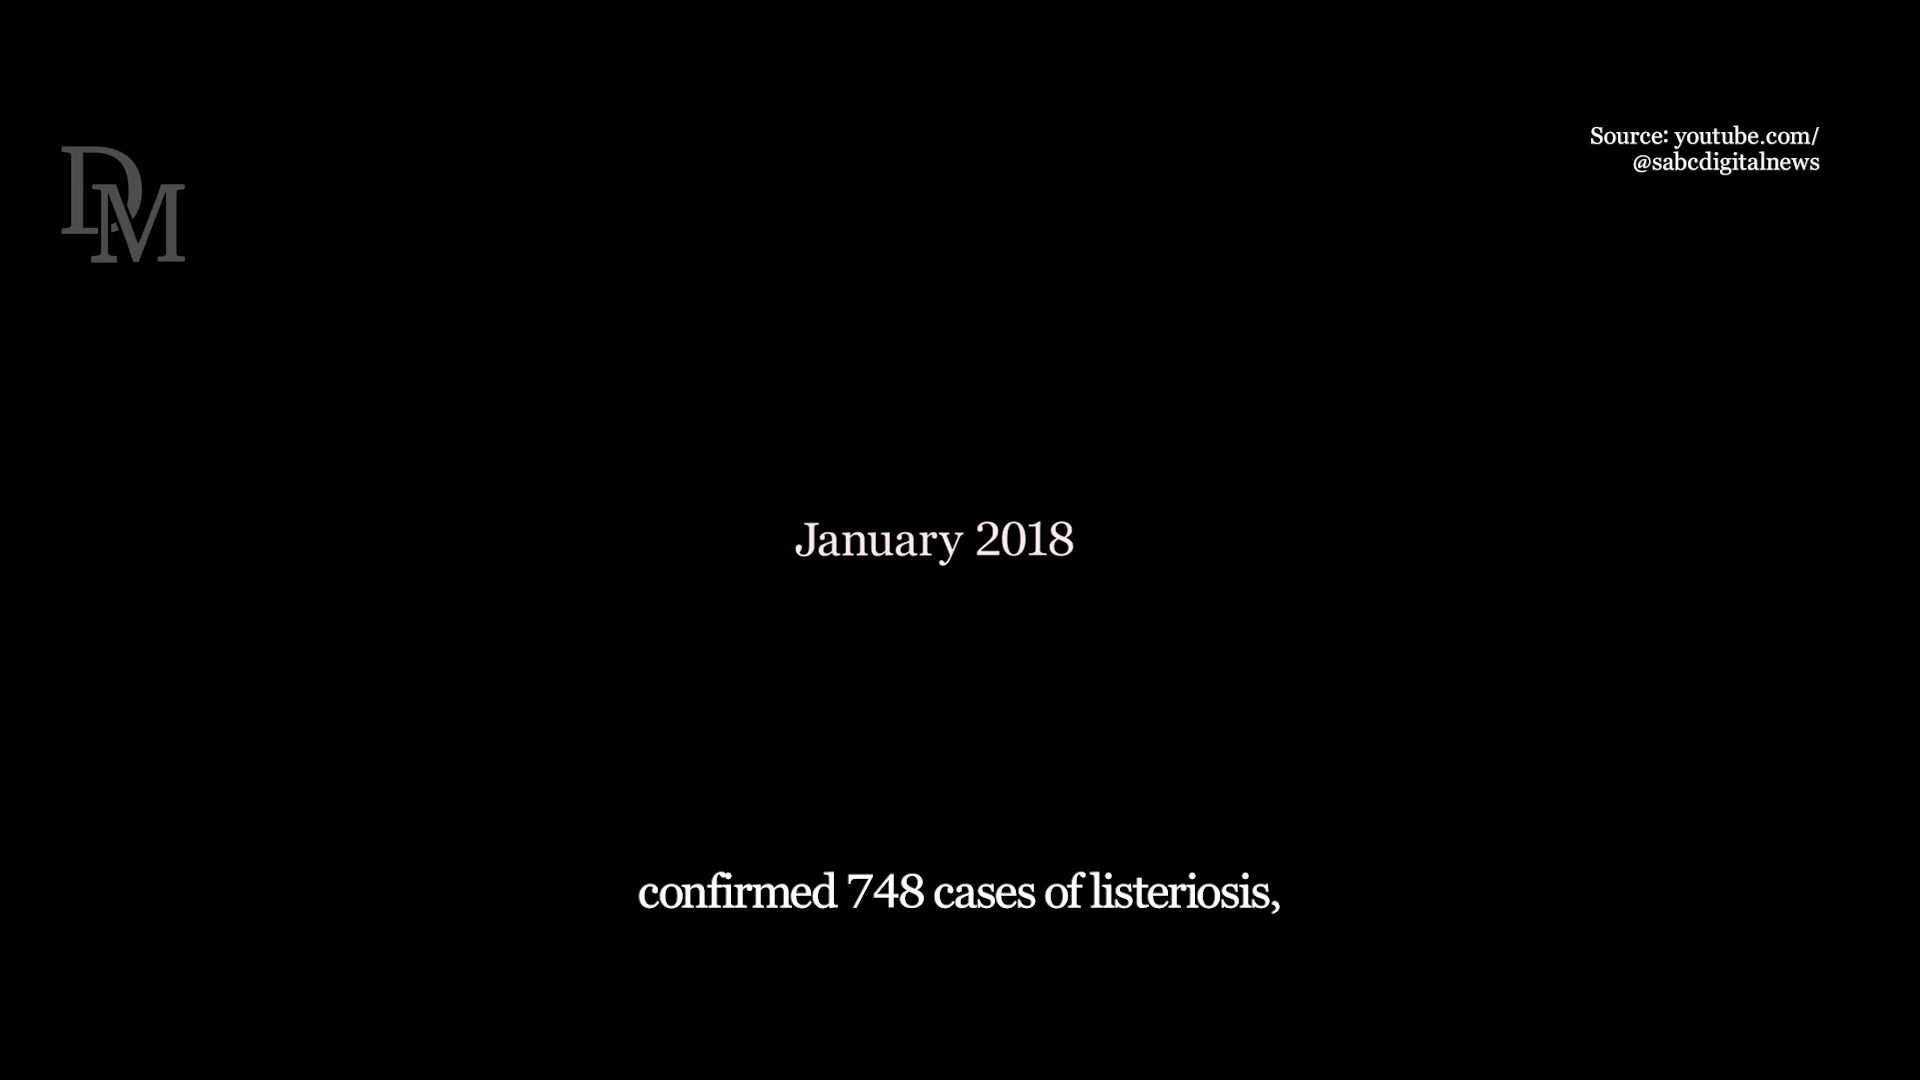 Source: youtube.com/
@sabcdigitalnews
DM
January 2018
confirmed 748 cases of listeriosis,